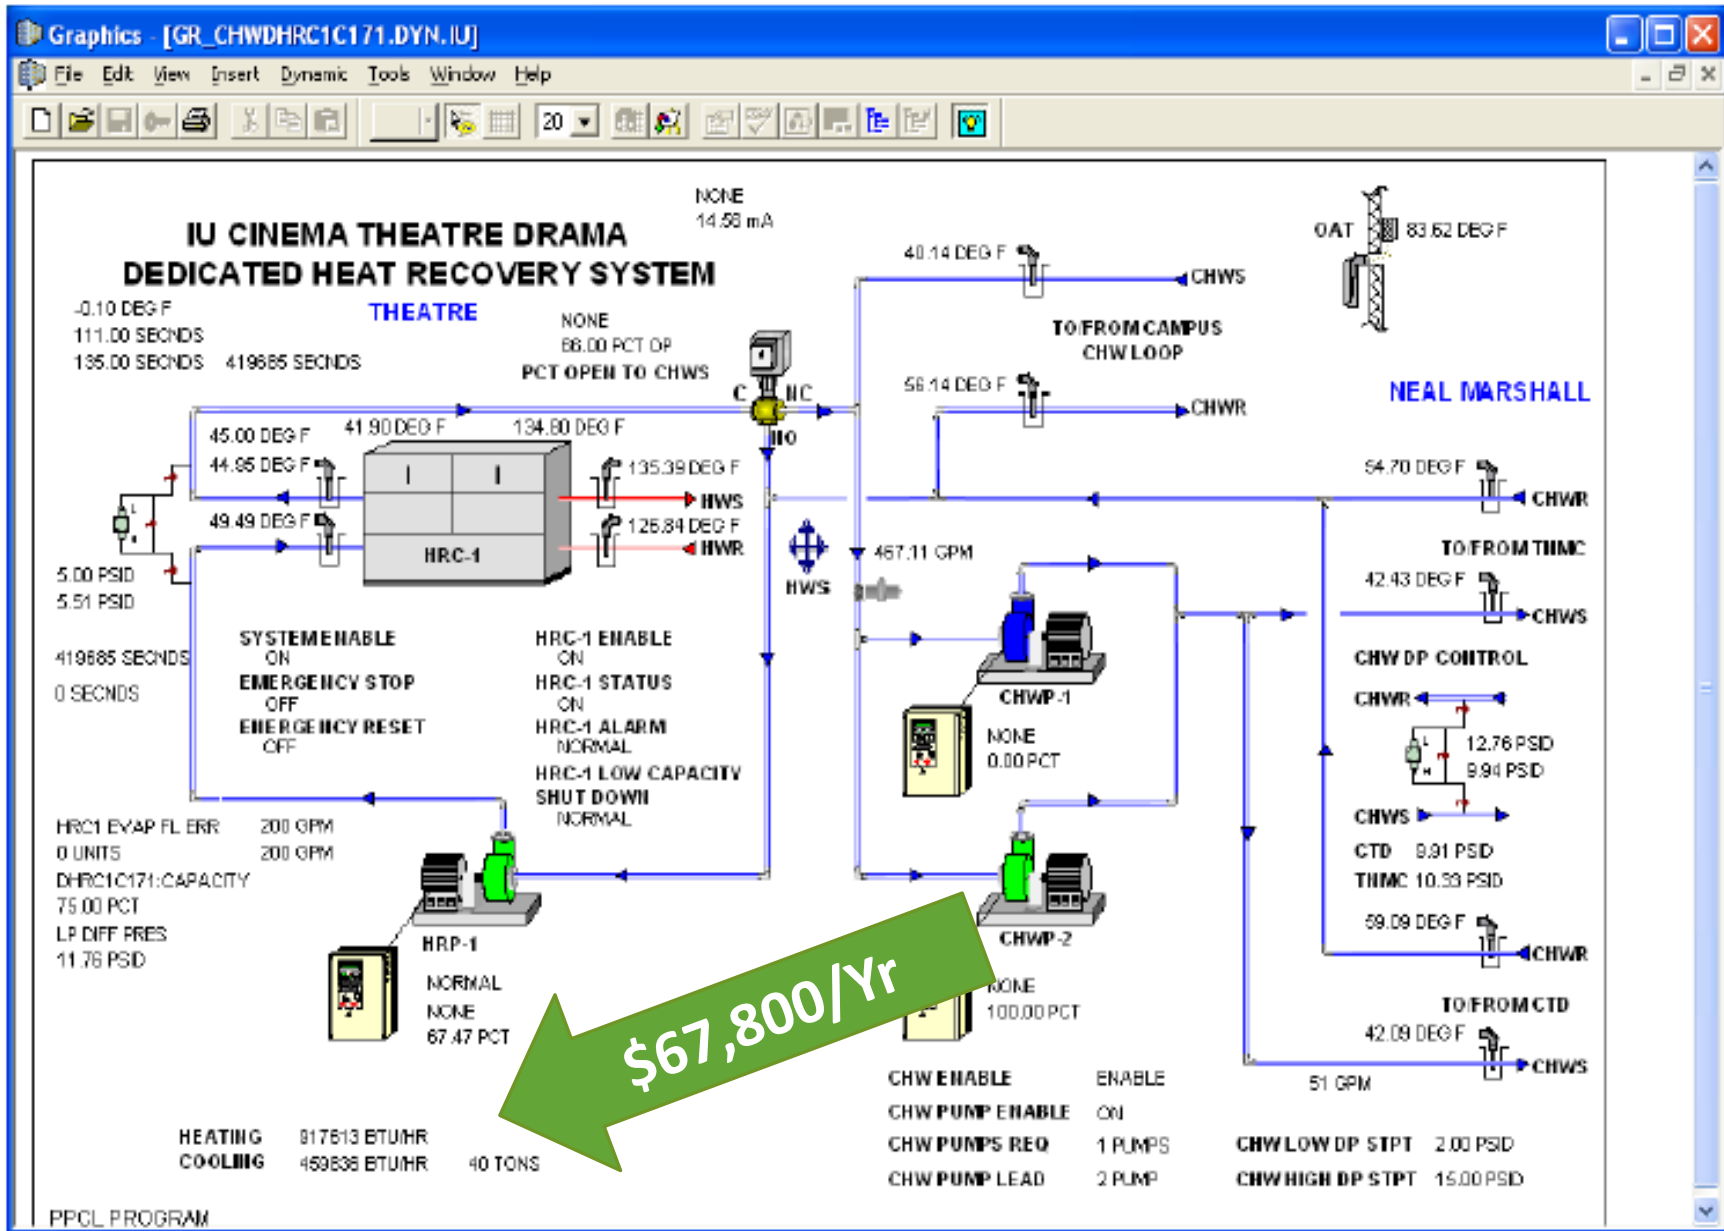 Graphics - [GR_CHWDHRC1C171.DYN.IU]
File Edit View Insert Dynamic Tools Window Help
20
NONE
14.56 mA
IU CINEMA THEATRE DRAMA
DEDICATED HEAT RECOVERY SYSTEM
THEATRE
-0.10 DEG F
111.00 SECNDS
135.00 SECNDS 419685 SECNDS
NONE
66.00 PCT OP
PCT OPEN TO CHWS
C NC
NO
40.14 DEG F
CHWS
TO/FROM CAMPUS
CHW LOOP
56.14 DEG F
CHWR
OAT 83.62 DEG F
NEAL MARSHALL
45.00 DEG F 41.90 DEG F 134.80 DEG F
44.95 DEG F
135.39 DEG F
HWS
49.49 DEG F
126.84 DEG F
HWR
HRC-1
HWS
5.00 PSID
5.51 PSID
467.11 GPM
54.70 DEG F
CHWR
TO/FROM TNMC
42.43 DEG F
CHWS
419685 SECNDS
0 SECNDS
SYSTEM ENABLE
ON
EMERGENCY STOP
OFF
EMERGENCY RESET
OFF
HRC-1 ENABLE
ON
HRC-1 STATUS
ON
HRC-1 ALARM
NORMAL
HRC-1 LOW CAPACITY
SHUT DOWN
NORMAL
CHWP-1
NONE
0.00 PCT
CHW DP CONTROL
CHWR
L
H
12.76 PSID
9.94 PSID
CHWS
CTD 9.91 PSID
TNMC 10.33 PSID
HRC1 EVAP FL ERR 200 GPM
0 UNITS 200 GPM
DHRC1C171:CAPACITY
75.00 PCT
LP DIFF PRES
11.76 PSID
HRP-1
NORMAL
NONE
67.47 PCT
CHWP-2
NONE
100.00 PCT
$67,800/Yr
59.09 DEG F
CHWR
TO/FROM CTD
42.09 DEG F
CHWS
51 GPM
HEATING 917613 BTU/HR
COOLING 459636 BTU/HR 40 TONS
CHW ENABLE ENABLE
CHW PUMP ENABLE ON
CHW PUMPS REQ 1 PUMPS
CHW PUMP LEAD 2 PUMP
CHW LOW DP STPT 2.00 PSID
CHW HIGH DP STPT 15.00 PSID
PPCL PROGRAM